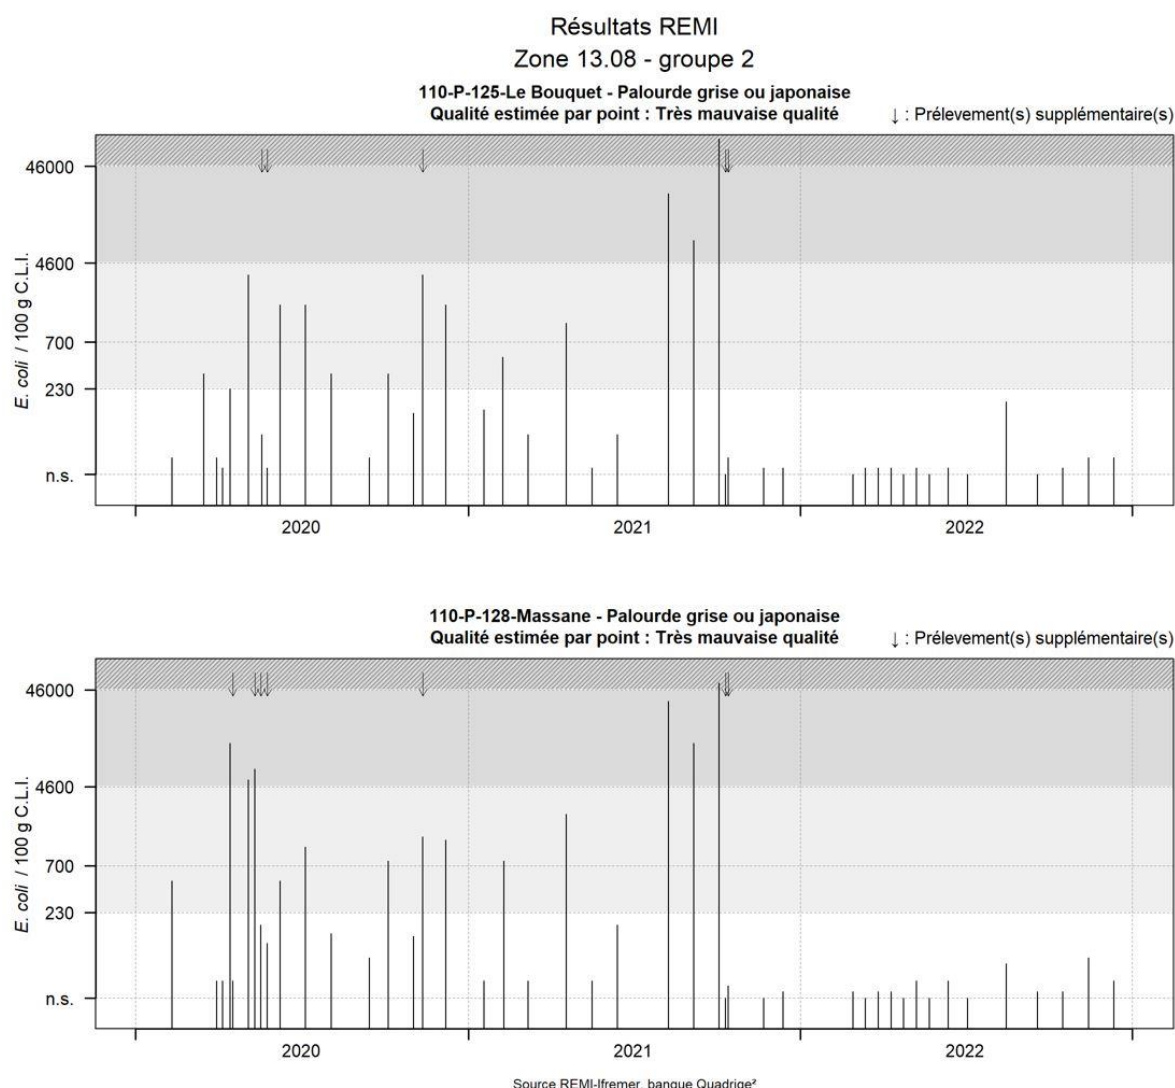 Résultats REMI
Zone 13.08 - groupe 2
110-P-125-Le Bouquet - Palourde grise ou japonaise
Qualité estimée par point : Très mauvaise qualité
↓ : Prélevement(s) supplémentaire(s)
E. coli / 100 g C.L.I.
46000
4600
700
230
n.s.
2020 2021 2022
110-P-128-Massane - Palourde grise ou japonaise
Qualité estimée par point : Très mauvaise qualité
↓ : Prélevement(s) supplémentaire(s)
E. coli / 100 g C.L.I.
46000
4600
700
230
n.s.
2020 2021 2022
Source REMI-Ifremer, banque Quadrige²